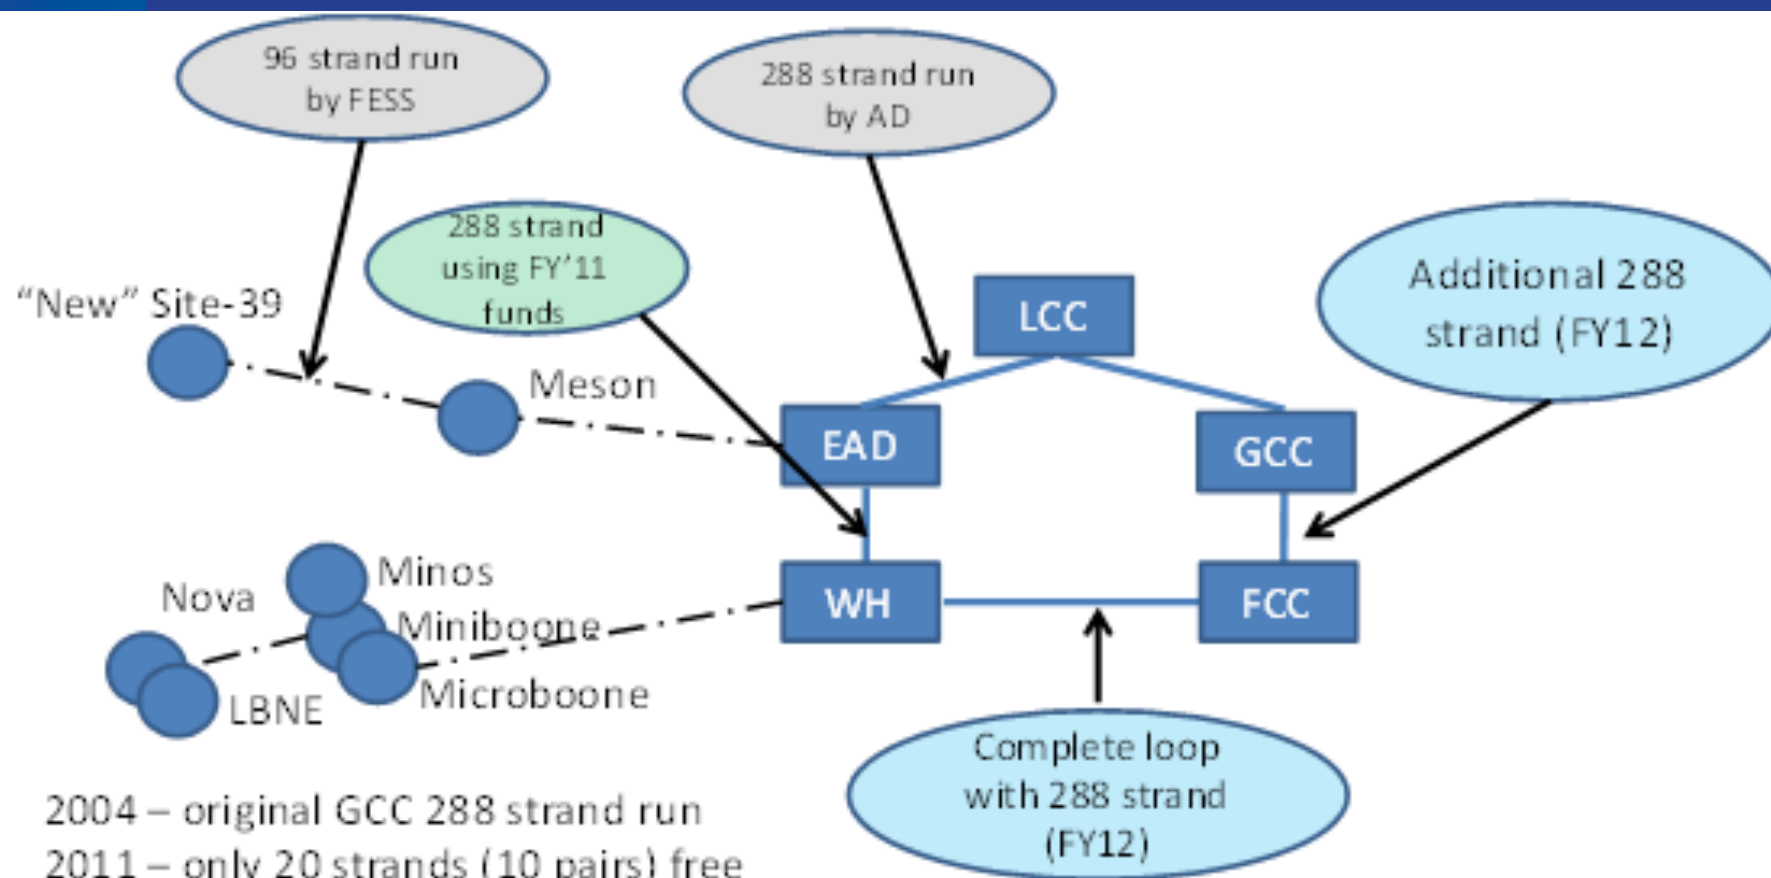 96 strand run
by FESS
288 strand run
by AD
288 strand
using FY'11
funds
Additional 288
strand (FY12)
"New" Site-39
LCC
Meson
EAD
GCC
Minos
Nova
Miniboone
WH
FCC
Microboone
LBNE
Complete loop
with 288 strand
(FY12)
2004 – original GCC 288 strand run
2011 – only 20 strands (10 pairs) free